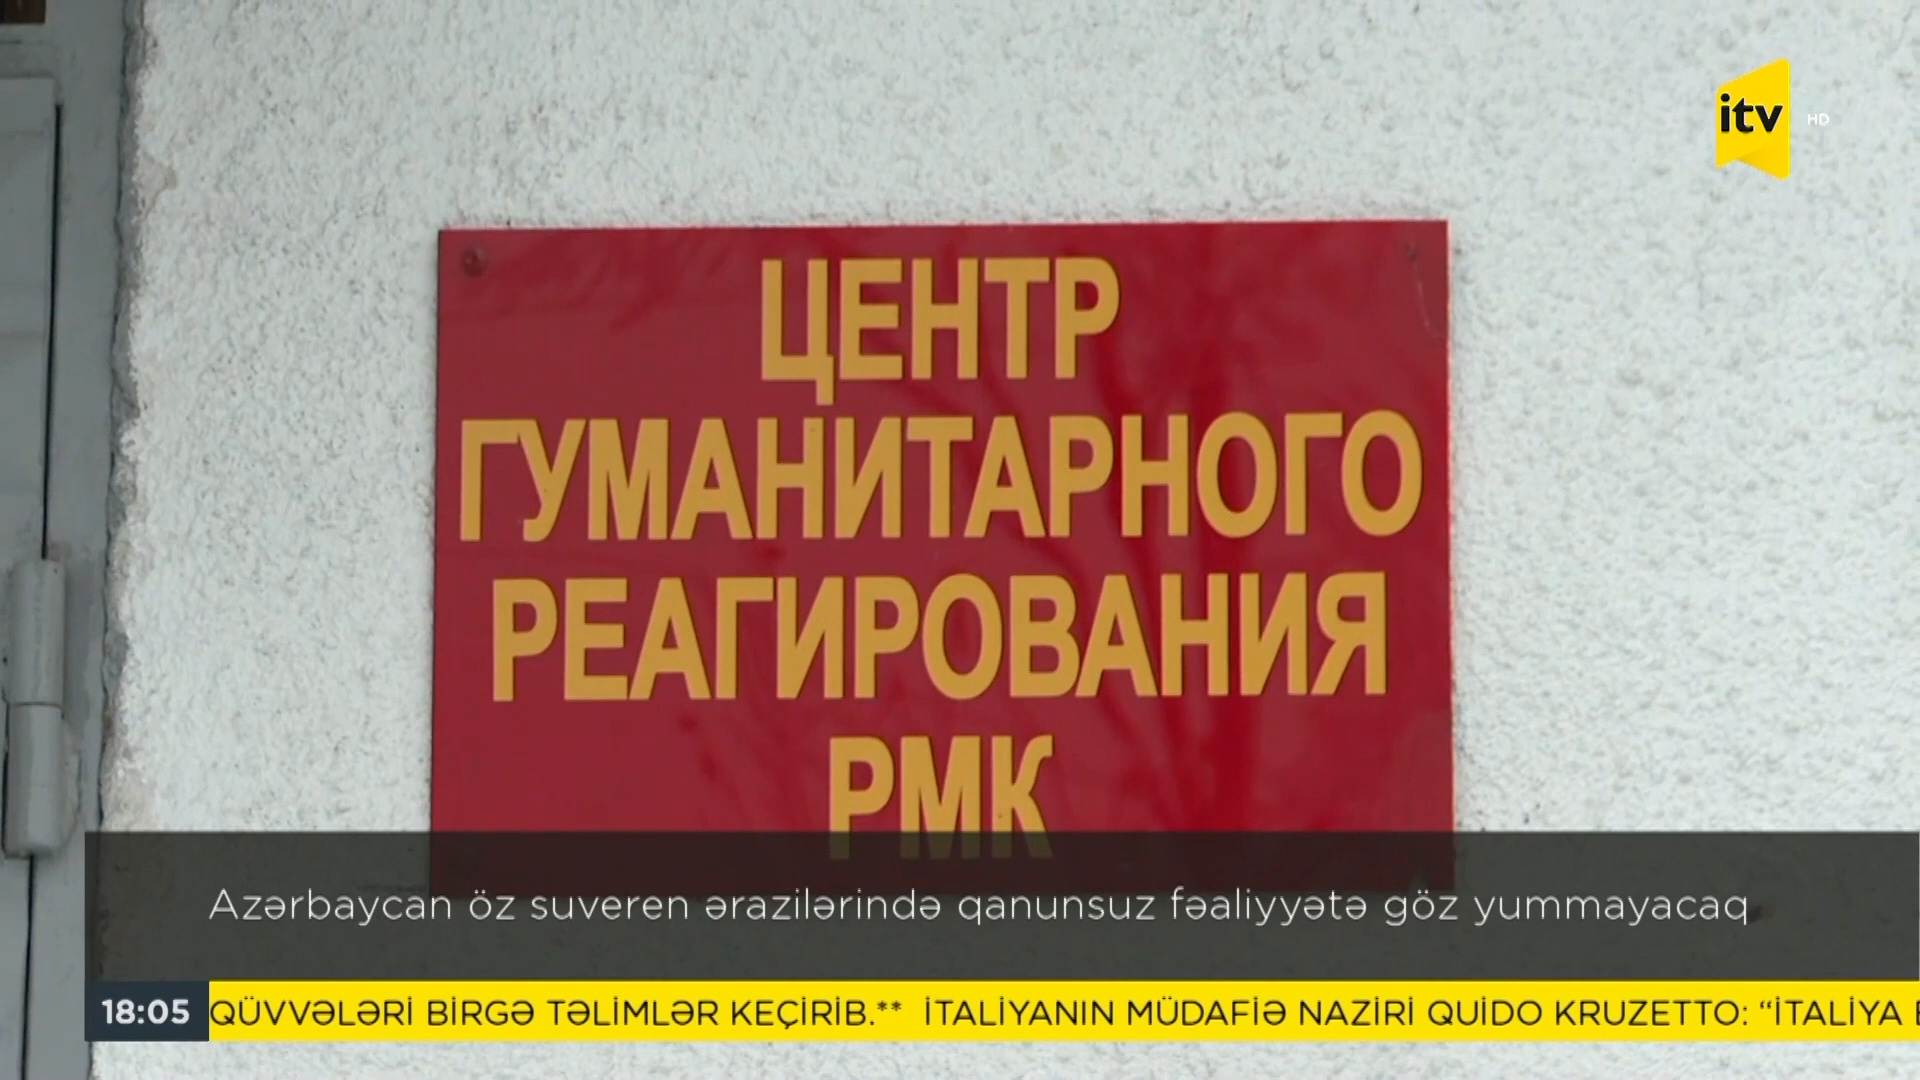 itv HD
ЦЕНТР
ГУМАНИТАРНОГО
РЕАГИРОВАНИЯ
РМК
Azərbaycan öz suveren ərazilərində qanunsuz fəaliyyətə göz yummayacaq
18:05 QÜVVƏLƏRİ BİRGƏ TƏLİMLƏR KEÇİRİB.** İTALİYANIN MÜDAFİƏ NAZİRİ QUİDO KRUZETTO: “İTALİYA